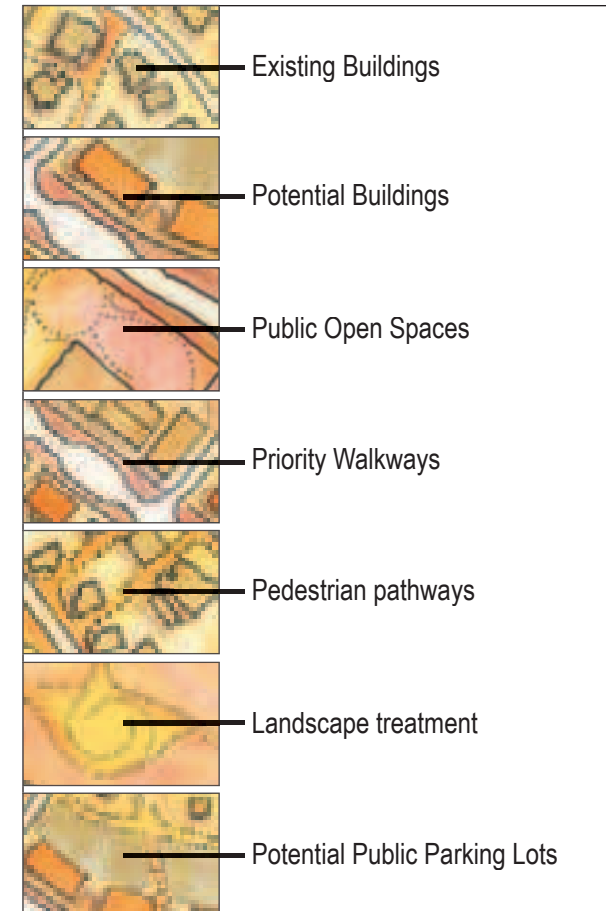 Existing Buildings
Potential Buildings
Public Open Spaces
Priority Walkways
Pedestrian pathways
Landscape treatment
Potential Public Parking Lots